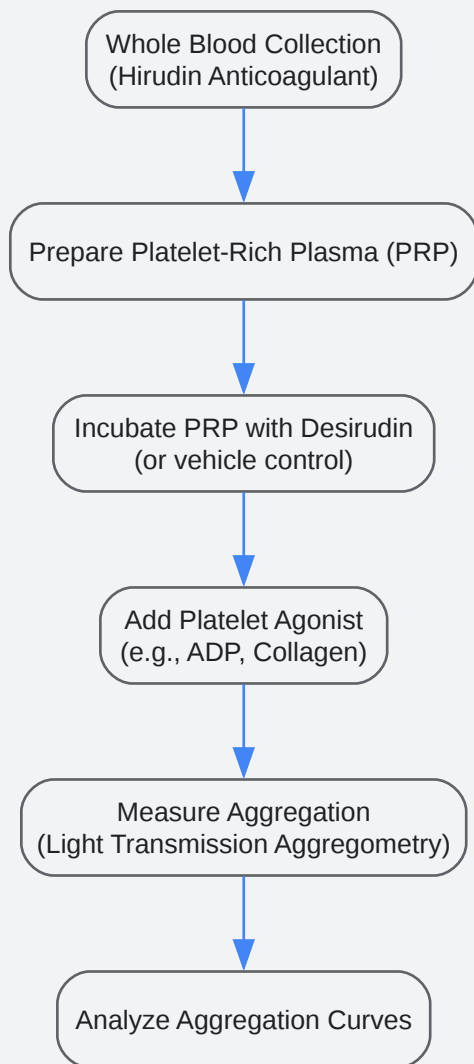 Whole Blood Collection
(Hirudin Anticoagulant)
Prepare Platelet-Rich Plasma (PRP)
Incubate PRP with Desirudin
(or vehicle control)
Add Platelet Agonist
(e.g., ADP, Collagen)
Measure Aggregation
(Light Transmission Aggregometry)
Analyze Aggregation Curves